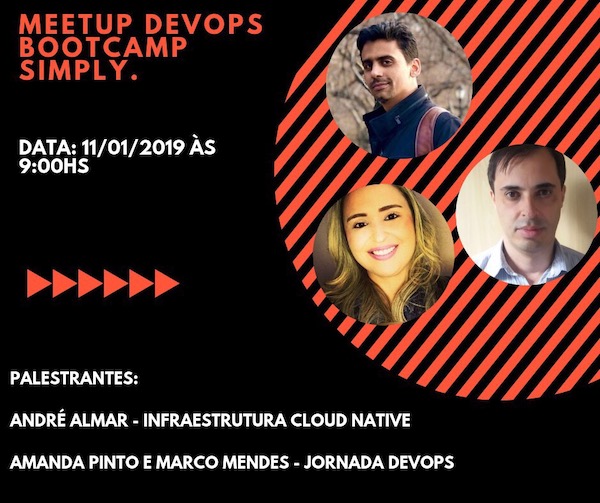 MEETUP DEVOPS
BOOTCAMP
SIMPLY.
DATA: 11/01/2019 ÀS
9:00HS
PALESTRANTES:
ANDRÉ ALMAR - INFRAESTRUTURA CLOUD NATIVE
AMANDA PINTO E MARCO MENDES - JORNADA DEVOPS